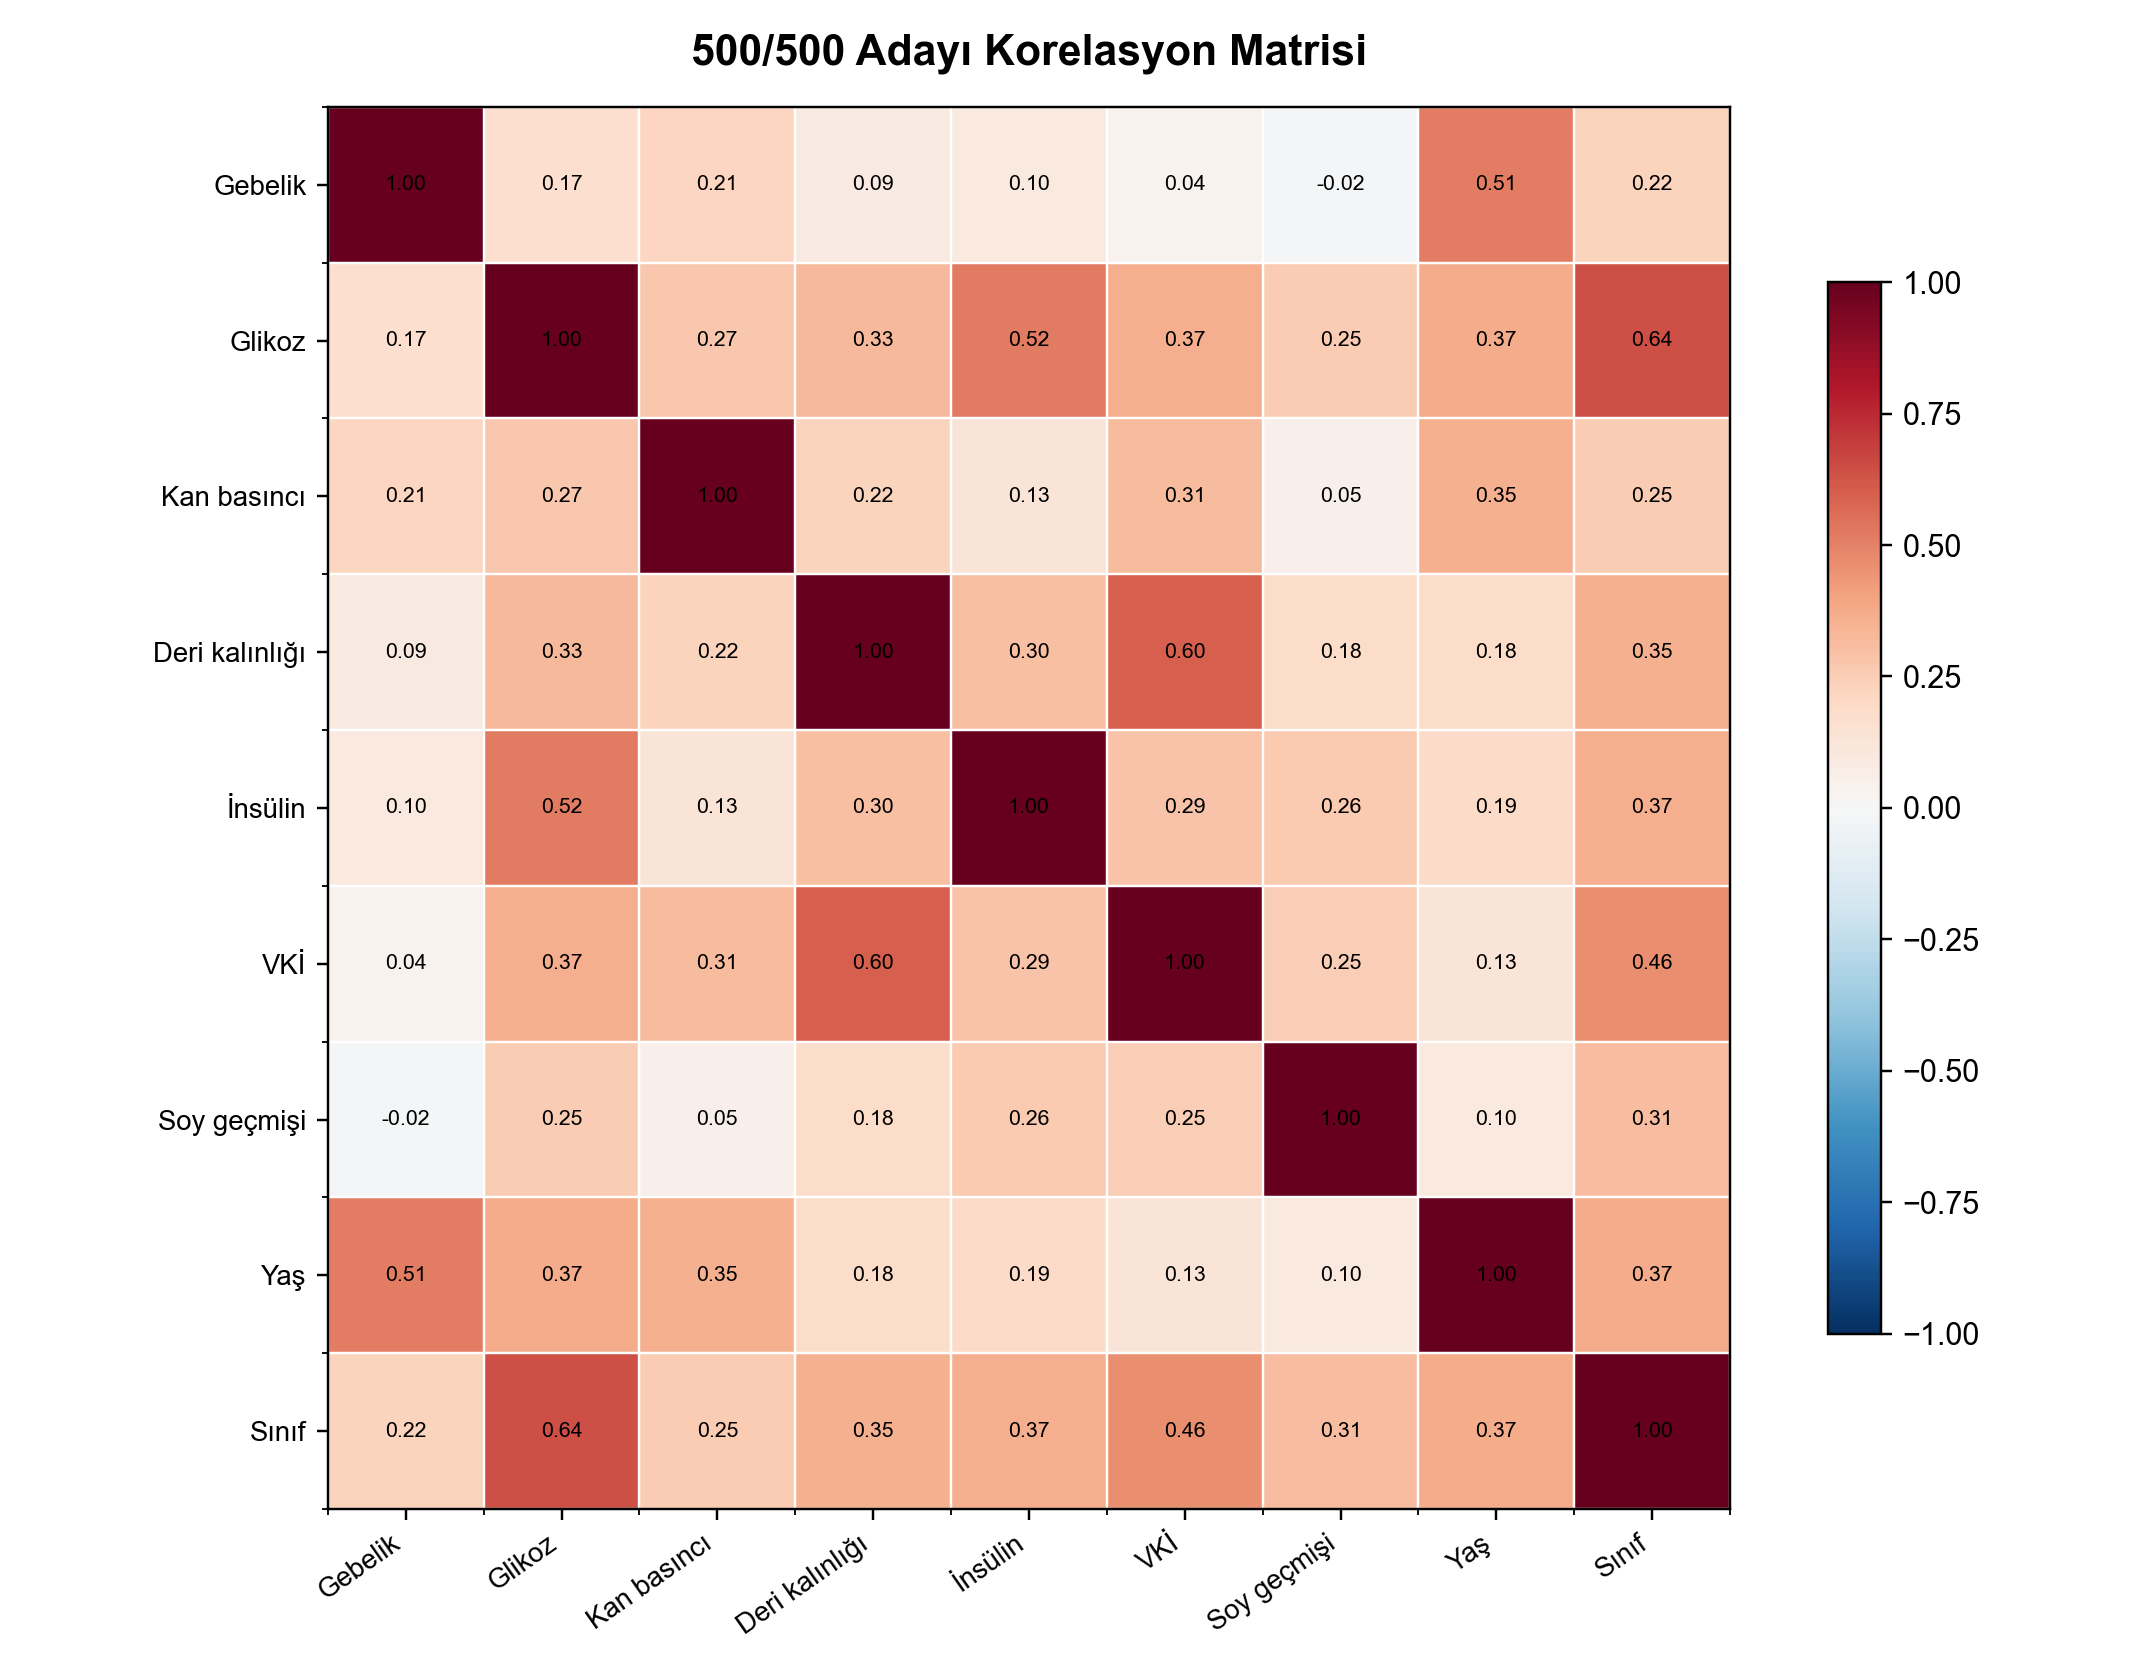 500/500 Adayı Korelasyon Matrisi
Gebelik 1.00 0.17 0.21 0.09 0.10 0.04 -0.02 0.51 0.22
Glikoz 0.17 1.00 0.27 0.33 0.52 0.37 0.25 0.37 0.64
Kan basıncı 0.21 0.27 1.00 0.22 0.13 0.31 0.05 0.35 0.25
Deri kalınlığı 0.09 0.33 0.22 1.00 0.30 0.60 0.18 0.18 0.35
İnsülin 0.10 0.52 0.13 0.30 1.00 0.29 0.26 0.19 0.37
VKİ 0.04 0.37 0.31 0.60 0.29 1.00 0.25 0.13 0.46
Soy geçmişi -0.02 0.25 0.05 0.18 0.26 0.25 1.00 0.10 0.31
Yaş 0.51 0.37 0.35 0.18 0.19 0.13 0.10 1.00 0.37
Sınıf 0.22 0.64 0.25 0.35 0.37 0.46 0.31 0.37 1.00
Gebelik Glikoz Kan basıncı Deri kalınlığı İnsülin VKİ Soy geçmişi Yaş Sınıf
1.00
0.75
0.50
0.25
0.00
−0.25
−0.50
−0.75
−1.00